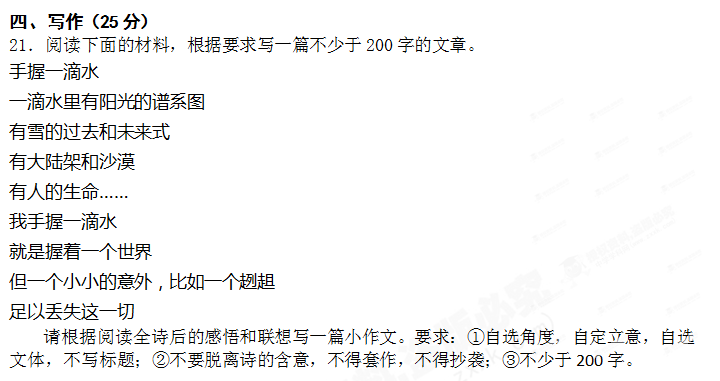 四、写作（25 分）
21．阅读下面的材料，根据要求写一篇不少于 200 字的文章。
手握一滴水
一滴水里有阳光的谱系图
有雪的过去和未来式
有大陆架和沙漠
有人的生命……
我手握一滴水
就是握着一个世界
但一个小小的意外，比如一个趔趄
足以丢失这一切
请根据阅读全诗后的感悟和联想写一篇小作文。要求：①自选角度，自定立意，自选
文体，不写标题；②不要脱离诗的含意，不得套作，不得抄袭；③不少于 200 字。